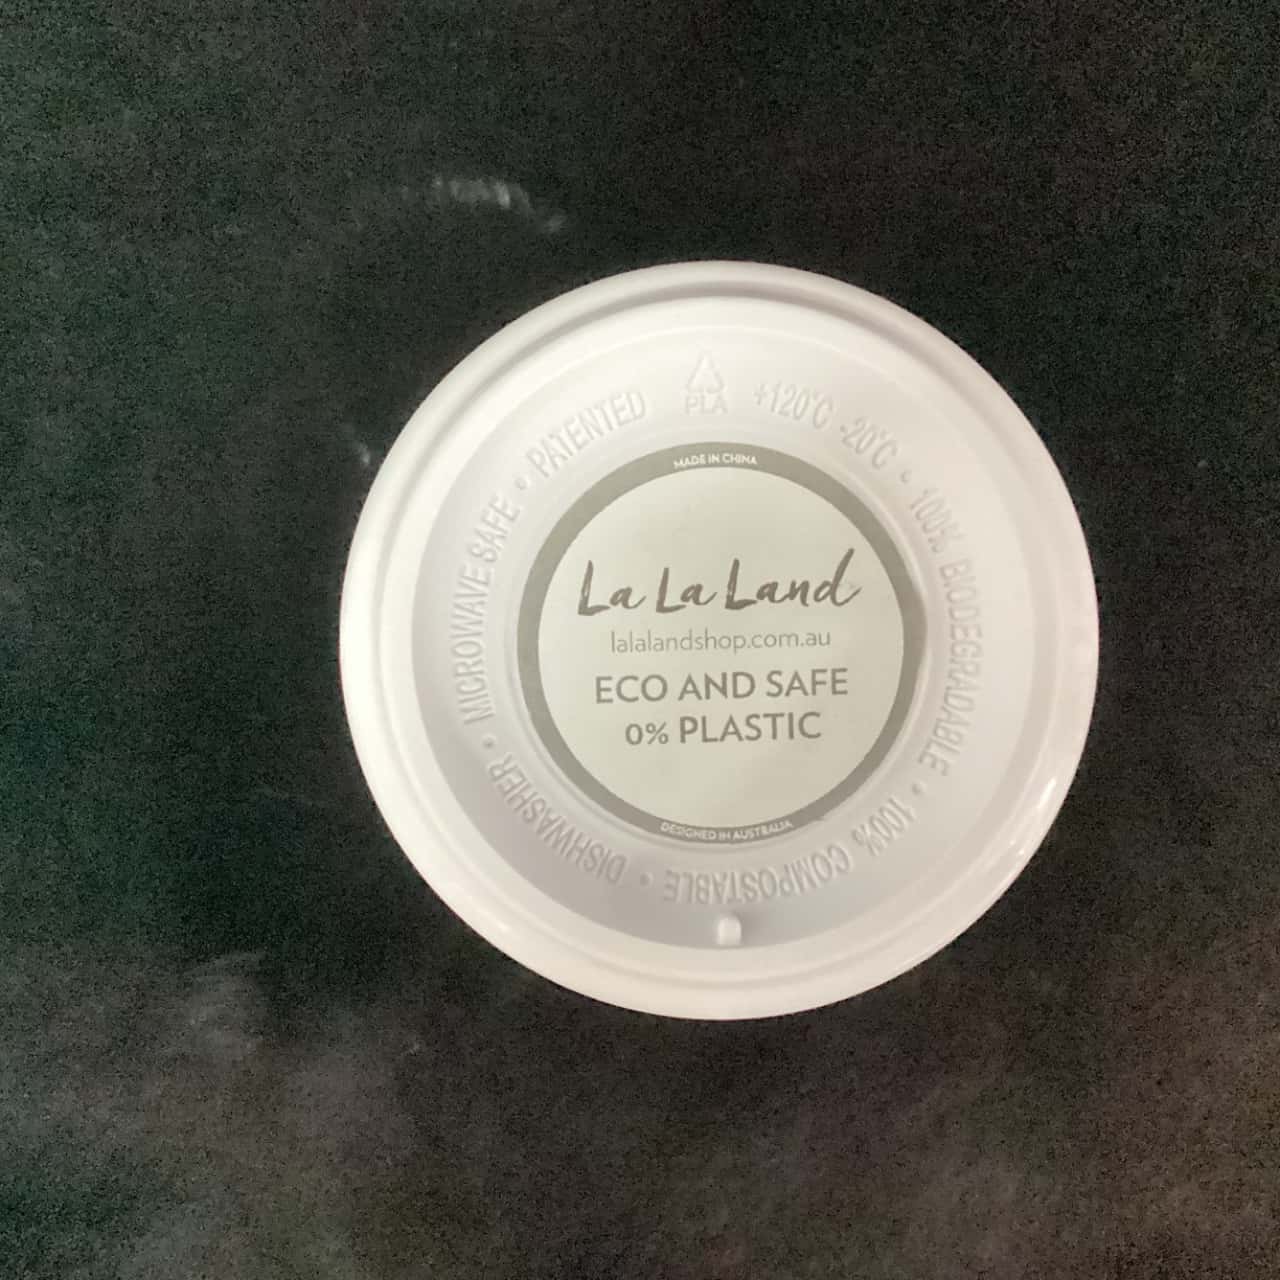 PLA
+120°C -20°C • 100% BIODEGRADABLE • 100% COMPOSTABLE • DISHWASHER • MICROWAVE SAFE • PATENTED
MADE IN CHINA
La La Land
lalalandshop.com.au
ECO AND SAFE
0% PLASTIC
DESIGNED IN AUSTRALIA